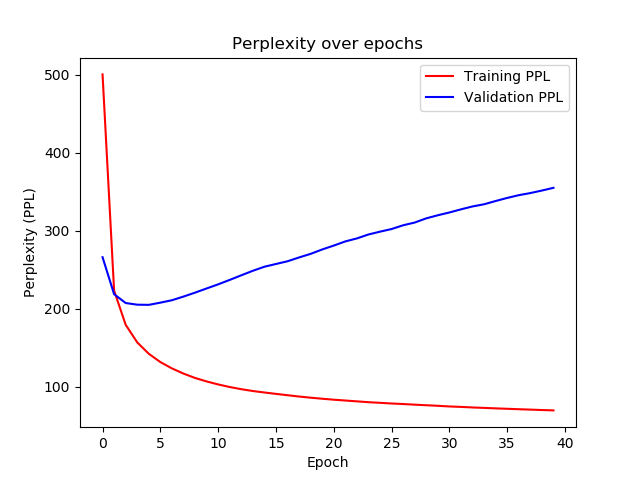 Perplexity over epochs
Training PPL
Validation PPL
500
400
300
200
100
Perplexity (PPL)
0 5 10 15 20 25 30 35 40
Epoch